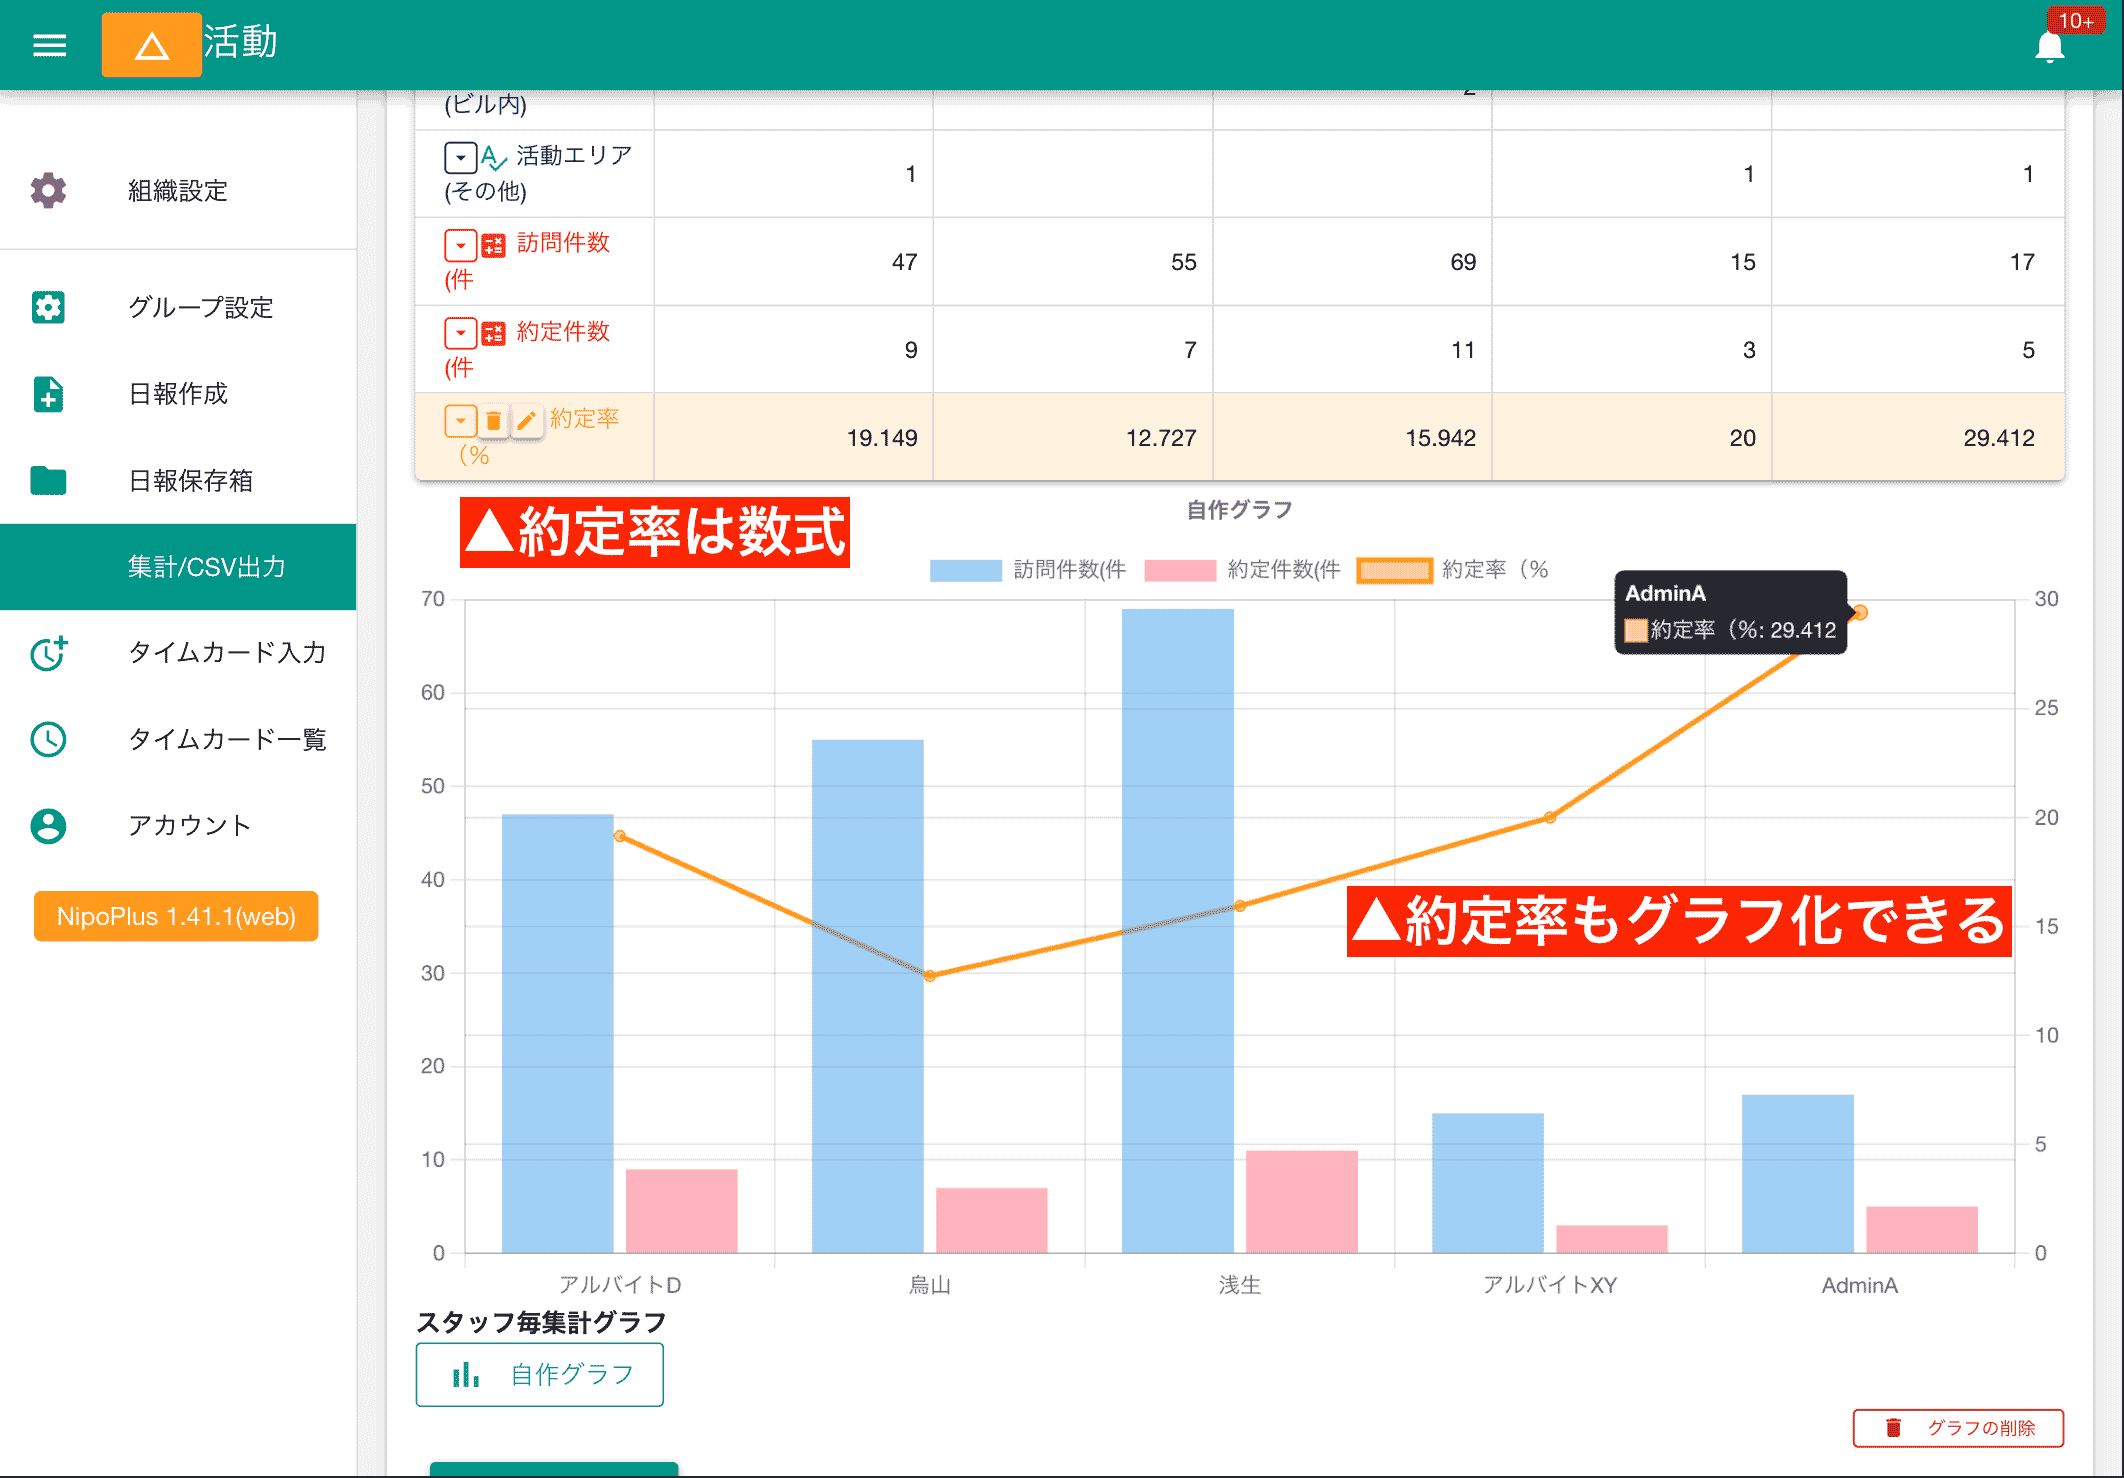 活動
10+
組織設定
グループ設定
日報作成
日報保存箱
集計/CSV出力
タイムカード入力
タイムカード一覧
アカウント
NipoPlus 1.41.1(web)
(ビル内)
活動エリア
(その他)
1 1 1
訪問件数
(件
47 55 69 15 17
約定件数
(件
9 7 11 3 5
約定率
（%
19.149 12.727 15.942 20 29.412
▲約定率は数式
自作グラフ
訪問件数(件 約定件数(件 約定率（%
AdminA
約定率（%: 29.412
▲約定率もグラフ化できる
70
60
50
40
30
20
10
0
30
25
20
15
10
5
0
アルバイトD 烏山 浅生 アルバイトXY AdminA
スタッフ毎集計グラフ
自作グラフ
グラフの削除